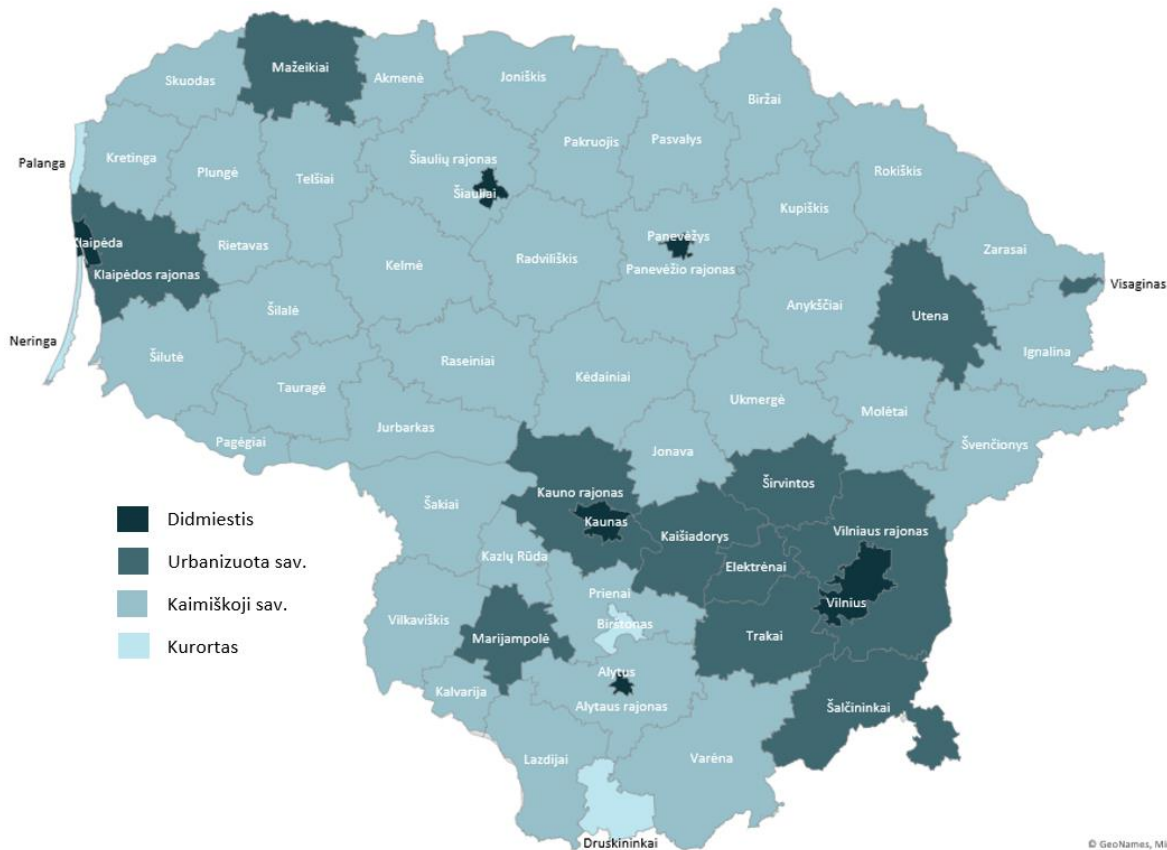 Mažeikiai
Skuodas
Akmenė
Joniškis
Biržai
Pakruojis
Pasvalys
Palanga
Kretinga
Plungė
Telšiai
Šiaulių rajonas
Šiauliai
Rokiškis
Kupiškis
Klaipėda
Rietavas
Panevėžys
Zarasai
Klaipėdos rajonas
Kelmė
Radviliškis
Panevėžio rajonas
Anykščiai
Visaginas
Šilalė
Utena
Neringa
Šilutė
Ignalina
Raseiniai
Kėdainiai
Tauragė
Ukmergė
Molėtai
Jurbarkas
Pagėgiai
Jonava
Švenčionys
Širvintos
Kauno rajonas
Šakiai
Kaunas
Kaišiadorys
Vilniaus rajonas
Kazlų Rūda
Elektrėnai
Prienai
Vilnius
Vilkaviškis
Birštonas
Marijampolė
Trakai
Alytus
Kalvarija
Alytaus rajonas
Šalčininkai
Lazdijai
Varėna
Druskininkai
Didmiestis
Urbanizuota sav.
Kaimiškoji sav.
Kurortas
© GeoNames, Mi